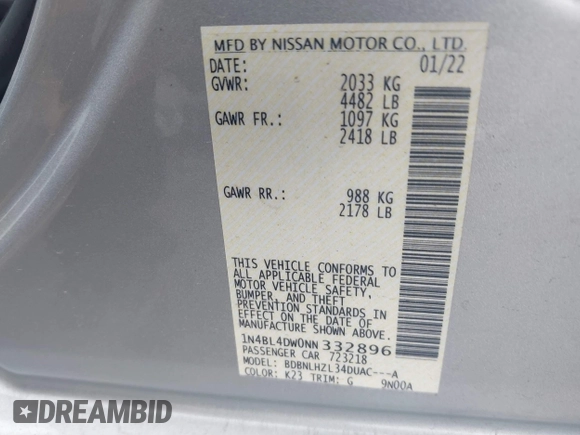 MFD BY NISSAN MOTOR CO., LTD.
DATE: 01/22
GVWR: 2033 KG
4482 LB
GAWR FR.: 1097 KG
2418 LB
GAWR RR.: 988 KG
2178 LB
THIS VEHICLE CONFORMS TO
ALL APPLICABLE FEDERAL
MOTOR VEHICLE SAFETY,
BUMPER, AND THEFT
PREVENTION STANDARDS IN
EFFECT ON THE DATE OF
MANUFACTURE SHOWN ABOVE.
1N4BL4DW0NN332896
PASSENGER CAR 723218
MODEL: BDBNLHZL34DUAC---A
COLOR: K23 TRIM: G 9N00A
DREAMBID